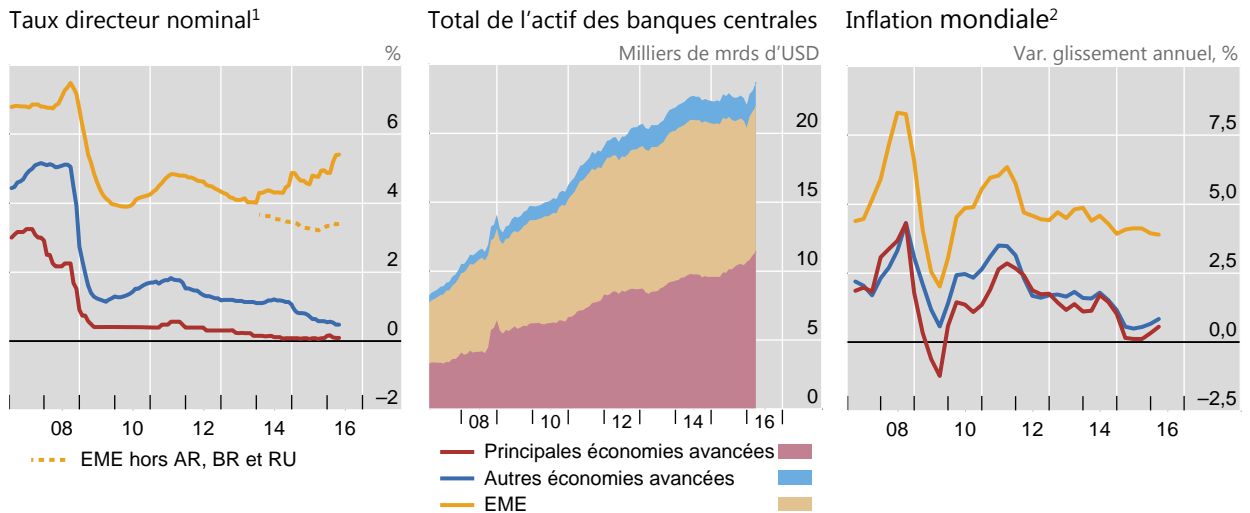 Taux directeur nominal¹
%
6
4
2
0
–2
08 10 12 14 16
EME hors AR, BR et RU
Total de l'actif des banques centrales
Milliers de mrds d'USD
20
15
10
5
0
08 10 12 14 16
Principales économies avancées
Autres économies avancées
EME
Inflation mondiale²
Var. glissement annuel, %
7,5
5,0
2,5
0,0
–2,5
08 10 12 14 16